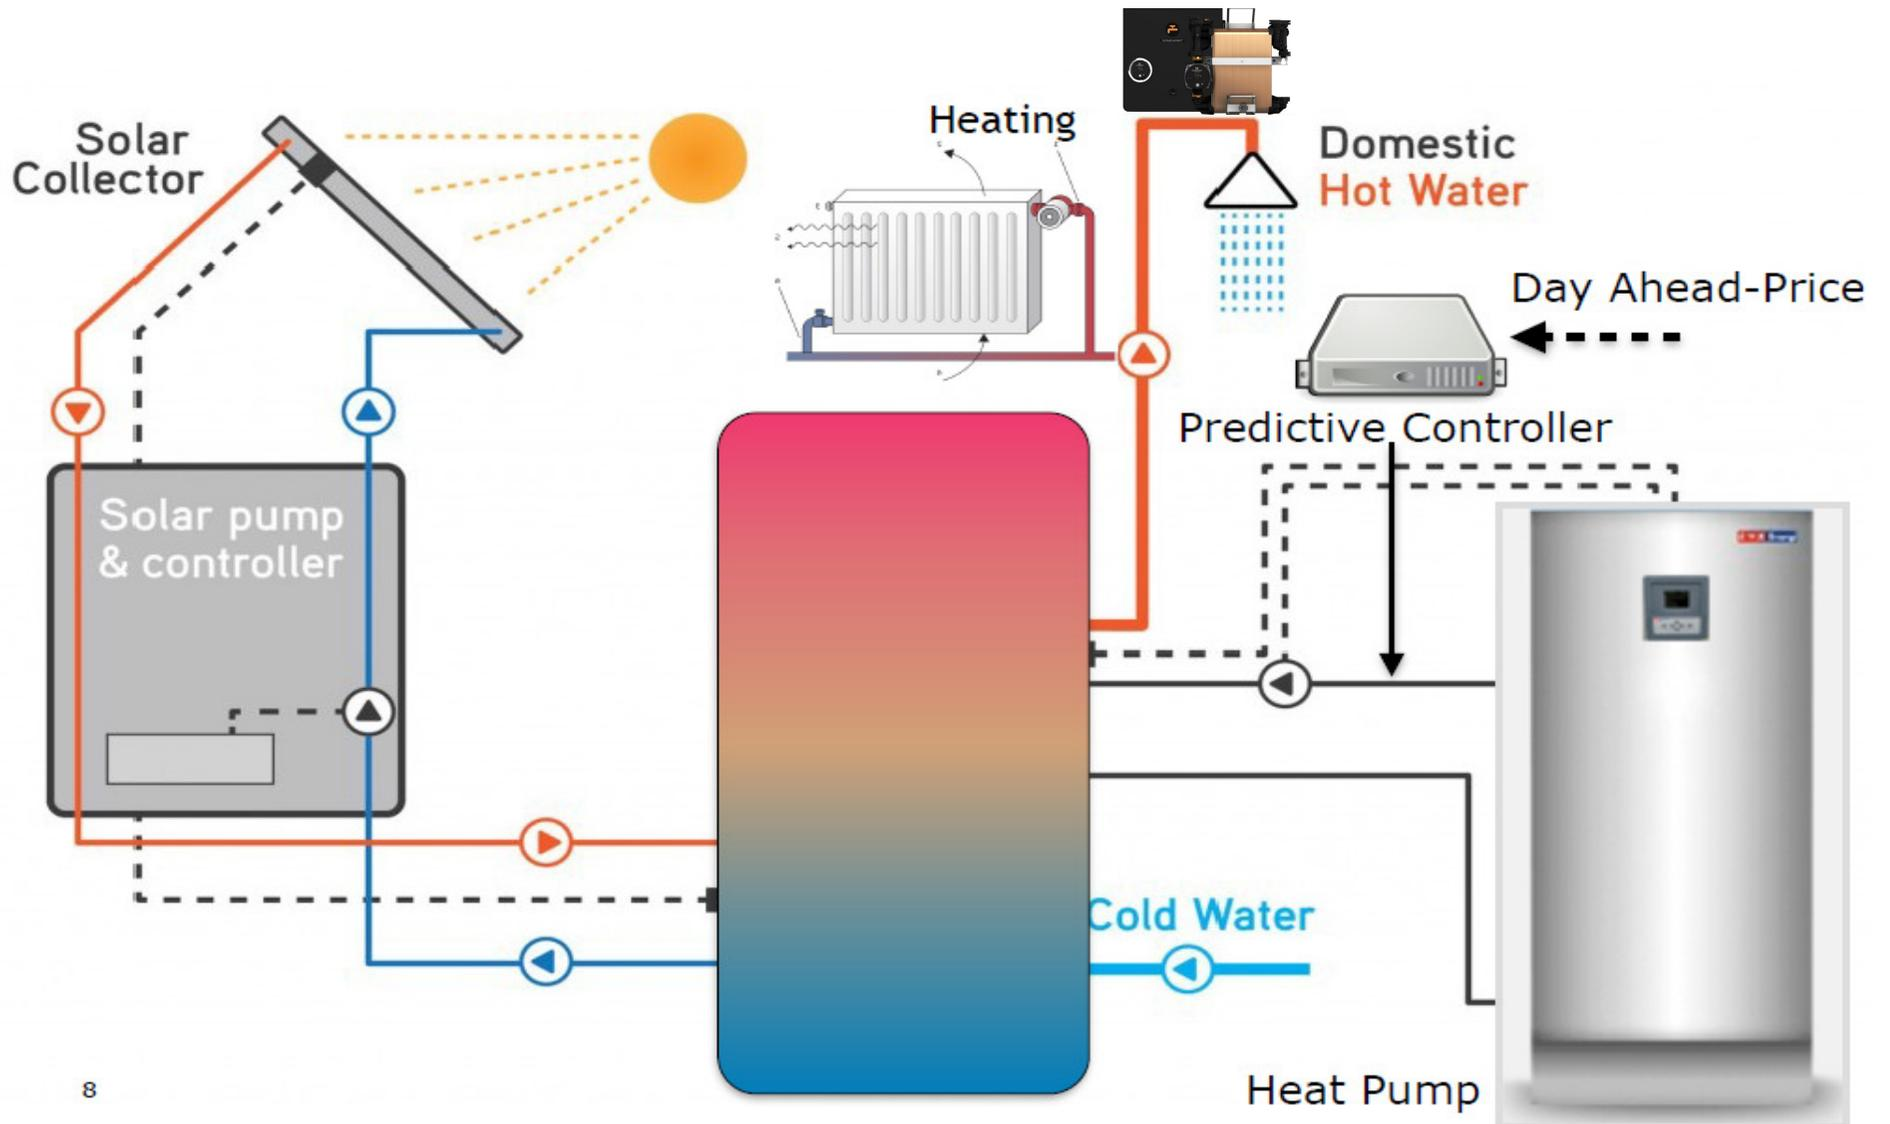 Solar
Collector
Heating
Domestic
Hot Water
Day Ahead-Price
Predictive Controller
Solar pump
& controller
Cold Water
Heat Pump
8